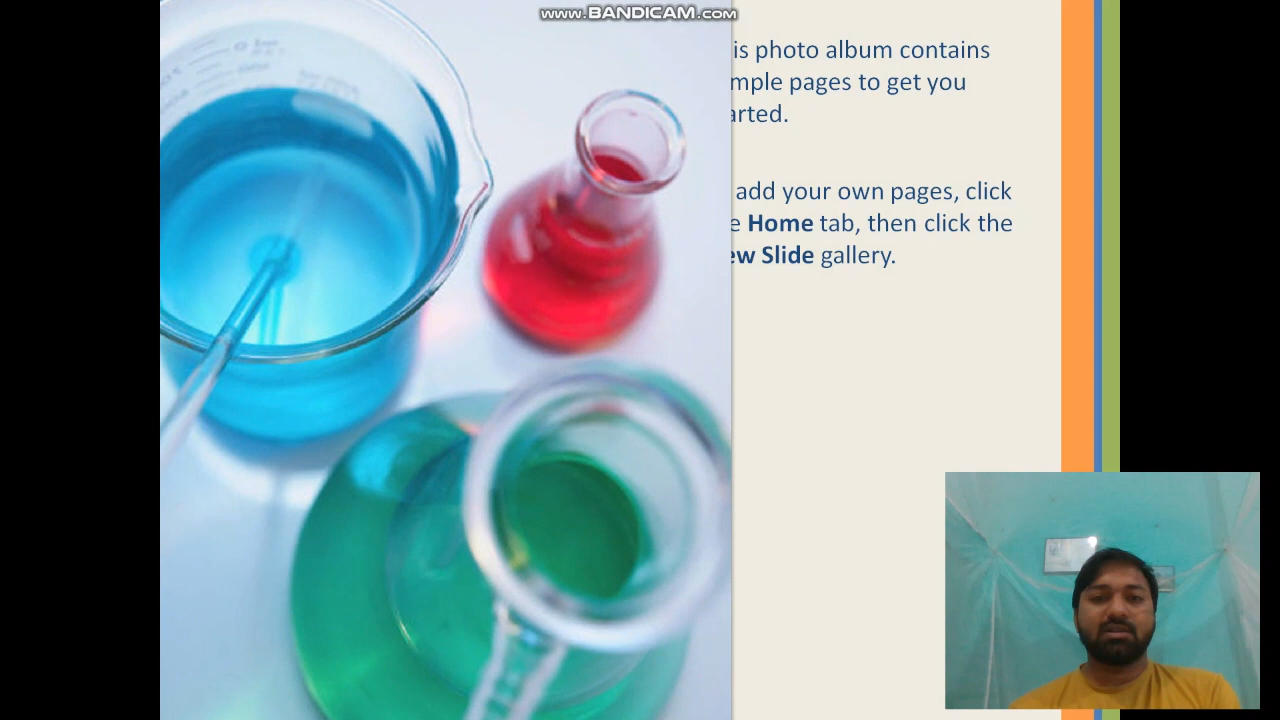 www.BANDICAM.com
is photo album contains
mple pages to get you
arted.
add your own pages, click
e Home tab, then click the
ew Slide gallery.